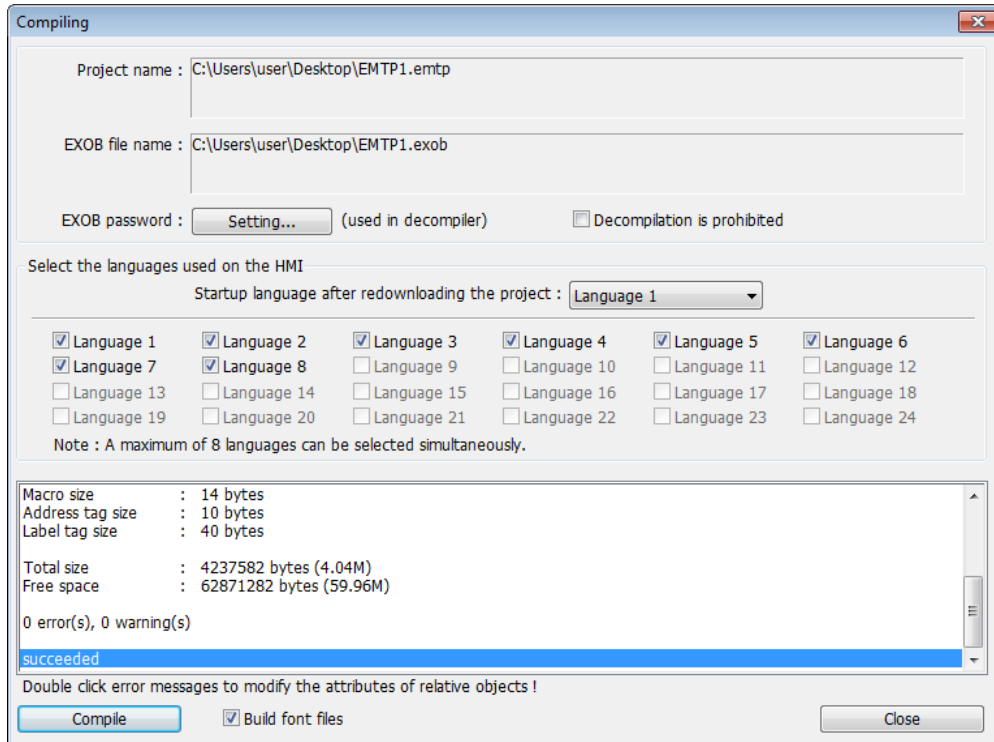 Compiling
Project name : C:\Users\user\Desktop\EMTP1.emtp
EXOB file name : C:\Users\user\Desktop\EMTP1.exob
EXOB password : Setting... (used in decompiler) Decompilation is prohibited
Select the languages used on the HMI
Startup language after redownloading the project : Language 1
Language 1 Language 2 Language 3 Language 4 Language 5 Language 6
Language 7 Language 8 Language 9 Language 10 Language 11 Language 12
Language 13 Language 14 Language 15 Language 16 Language 17 Language 18
Language 19 Language 20 Language 21 Language 22 Language 23 Language 24
Note : A maximum of 8 languages can be selected simultaneously.
Macro size : 14 bytes
Address tag size : 10 bytes
Label tag size : 40 bytes
Total size : 4237582 bytes (4.04M)
Free space : 62871282 bytes (59.96M)
0 error(s), 0 warning(s)
succeeded
Double click error messages to modify the attributes of relative objects !
Compile Build font files Close